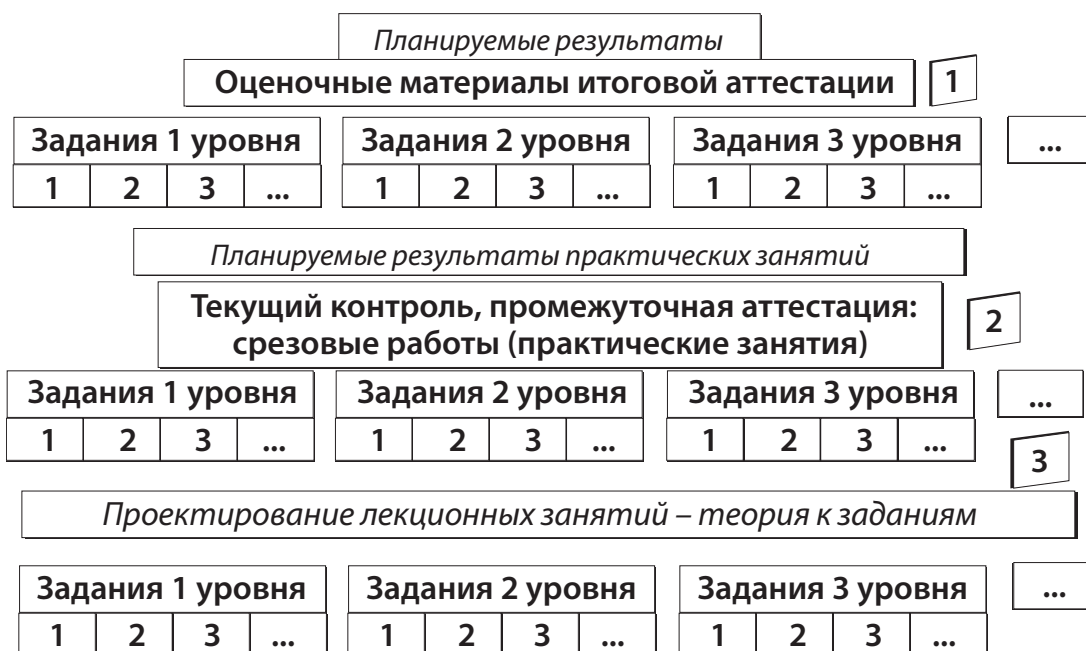 Планируемые результаты
Оценочные материалы итоговой аттестации 1
Задания 1 уровня Задания 2 уровня Задания 3 уровня ...
1 2 3 ... 1 2 3 ... 1 2 3 ...
Планируемые результаты практических занятий
Текущий контроль, промежуточная аттестация:
срезовые работы (практические занятия)
2
Задания 1 уровня Задания 2 уровня Задания 3 уровня ...
1 2 3 ... 1 2 3 ... 1 2 3 ...
3
Проектирование лекционных занятий – теория к заданиям
Задания 1 уровня Задания 2 уровня Задания 3 уровня ...
1 2 3 ... 1 2 3 ... 1 2 3 ...